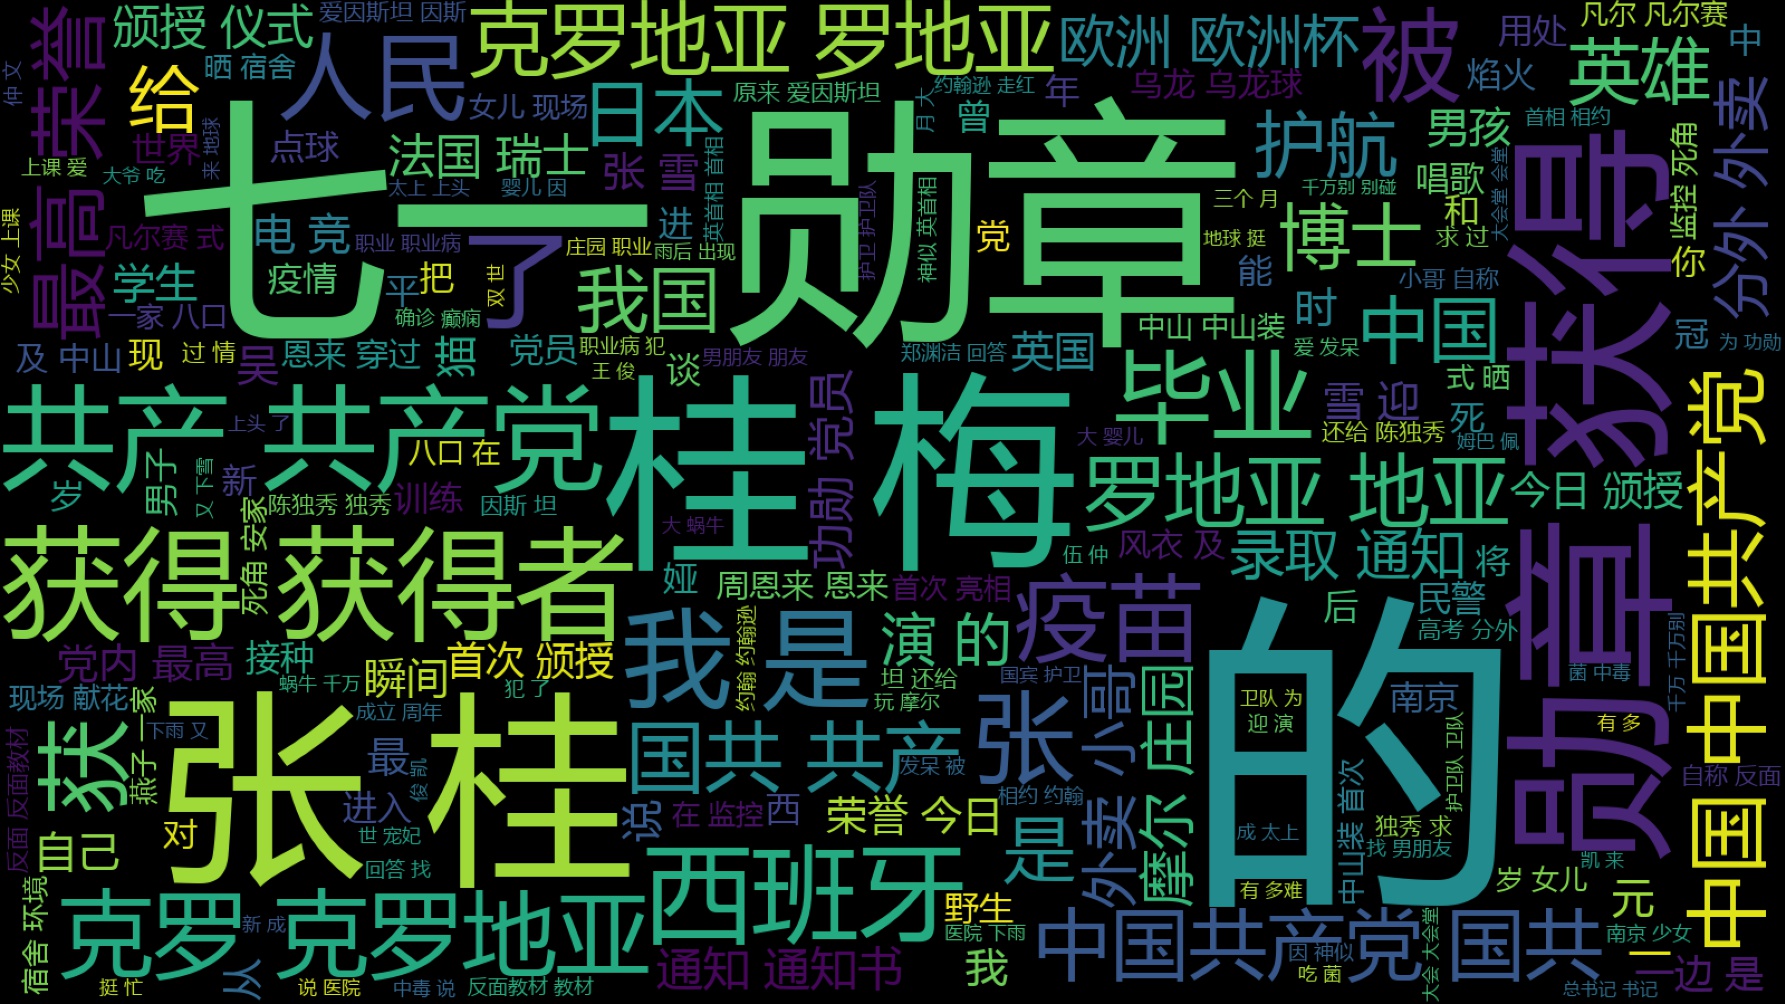 爱因斯坦 因斯
颁授 仪式
克罗地亚 罗地亚
欧洲 欧洲杯
被
用处
凡尔 凡尔赛
中
荣誉
人民
英雄
仲 文
给
晒 宿舍
女儿 现场
日本
原来 爱因斯坦
约翰逊 走红
月 大
曾
年
乌龙 乌龙球
焰火
首相 相约
分外 外卖
世界
点球
来 地球
法国 瑞士
张 雪
英首相 首相
护航
男孩
监控 死角
上课 爱
大爷 吃
七一
太上 上头
婴儿 因
勋章
护卫 护卫队
神似 英首相
三个 月
千万别 别碰
唱歌
大会堂 会堂
获得
最高
凡尔赛 式
电 竞
职业 职业病
了
庄园 职业
进
雨后 出现
党
博士
地球 挺
和
求 过
你
少女 上课
学生
疫情
平
把
双 世
我国
能
小哥 自称
一家 八口
确诊 癫痫
时
中国
冠
为 功勋
及 中山
现
过 情
吴
恩来 穿过
猫
党员
职业病 犯
王 俊
谈
男朋友 朋友
郑渊洁 回答
英国
中山 中山装
爱 发呆
式 晒
共产 共产党
上头 了
八口 在
桂 梅
功勋 党员
大 婴儿
毕业
雪 迎
还给 陈独秀
死
姆巴 佩
中国 中国共产党
岁
男子
又 下雪
新
陈独秀 独秀
训练
因斯 坦
大 蜗牛
罗地亚 地亚
今日 颁授
获得 获得者
死角 安家
伍 仲
风衣 及
录取 通知
将
勋章
娅
周恩来 恩来
首次 亮相
疫苗
后
民警
高考 分外
千万 千万别
党内 最高
接种
瞬间
首次 颁授
我是
约翰 约翰逊
演 的
的
现场 献花
蜗牛 千万
犯 了
坦 还给
国宾 护卫
玩 摩尔
菌 中毒
获
燕子 一家
下雨 又
张 桂
成立 周年
国共 共产
张
小哥
摩尔 庄园
卫队 为
迎 演
南京
护卫队 卫队
有 多
反面 反面教材
最
俊 凯
发呆 被
自称 反面
自己
对
进入
世 宠妃
说
在 监控
西
相约 约翰
荣誉 今日
是
外卖
成 太上
中山装 首次
独秀 求
找 男朋友
回答 找
西班牙
有 多难
凯 来
岁 女儿
元
宿舍 环境
克罗 克罗地亚
新 成
从
野生
医院 下雨
中国共产党 国共
因 神似
大会 大会堂
南京 少女
一
挺 忙
说 医院
中毒 说
反面教材 教材
通知 通知书
我
吃 菌
一边 是
总书记 书记